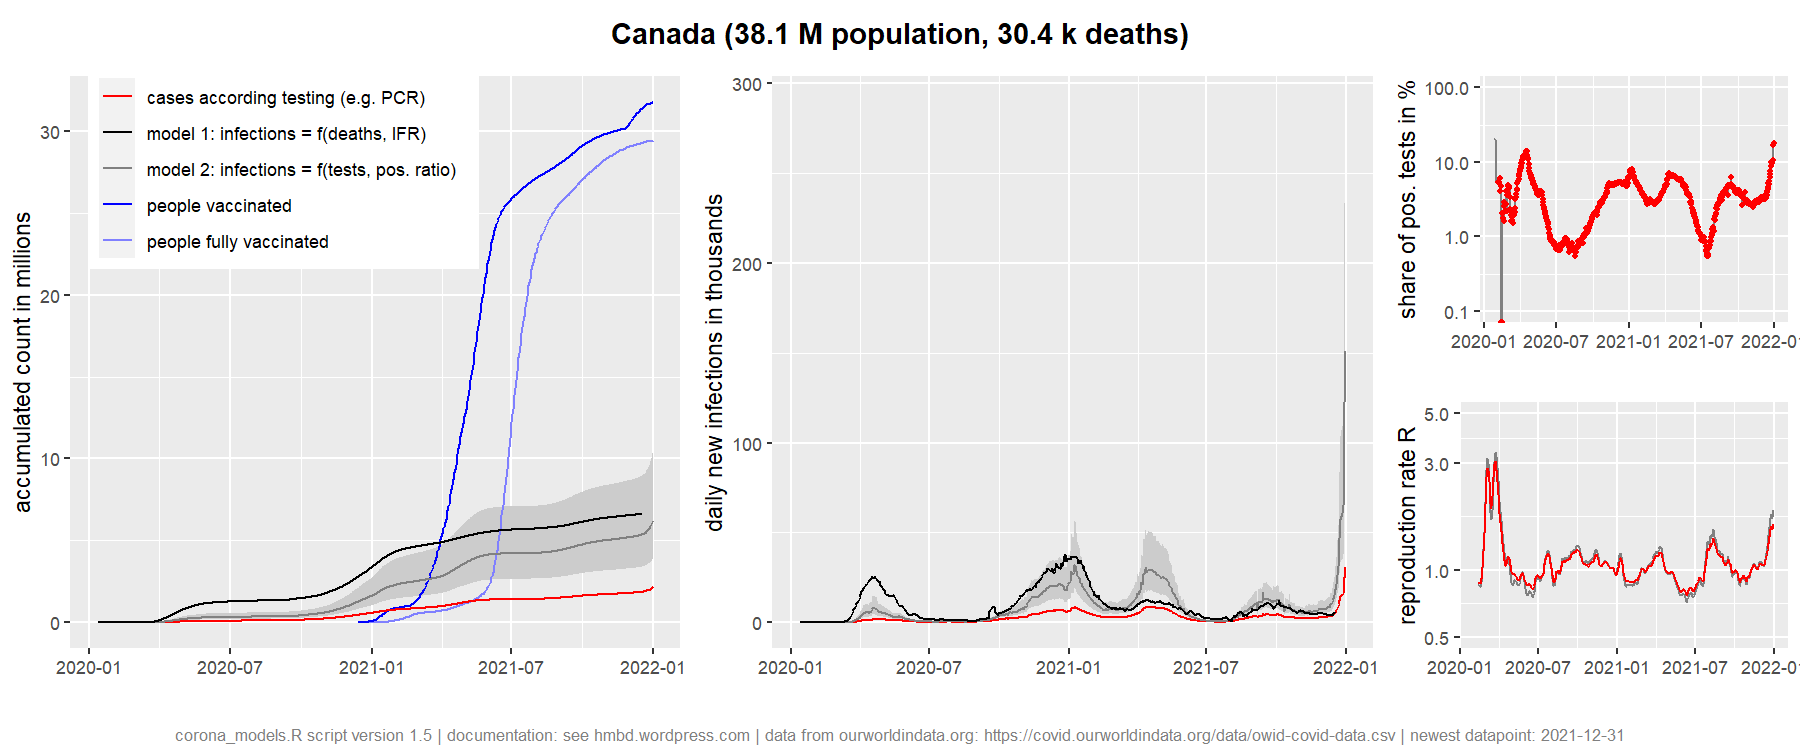 Canada (38.1 M population, 30.4 k deaths)
accumulated count in millions
30
20
10
0
cases according testing (e.g. PCR)
model 1: infections = f(deaths, IFR)
model 2: infections = f(tests, pos. ratio)
people vaccinated
people fully vaccinated
2020-01 2020-07 2021-01 2021-07 2022-01
daily new infections in thousands
300
200
100
0
2020-01 2020-07 2021-01 2021-07 2022-01
share of pos. tests in %
100.0
10.0
1.0
0.1
2020-01 2020-07 2021-01 2021-07 2022-01
reproduction rate R
5.0
3.0
1.0
0.5
2020-01 2020-07 2021-01 2021-07 2022-01
corona_models.R script version 1.5 | documentation: see hmbd.wordpress.com | data from ourworldindata.org: https://covid.ourworldindata.org/data/owid-covid-data.csv | newest datapoint: 2021-12-31